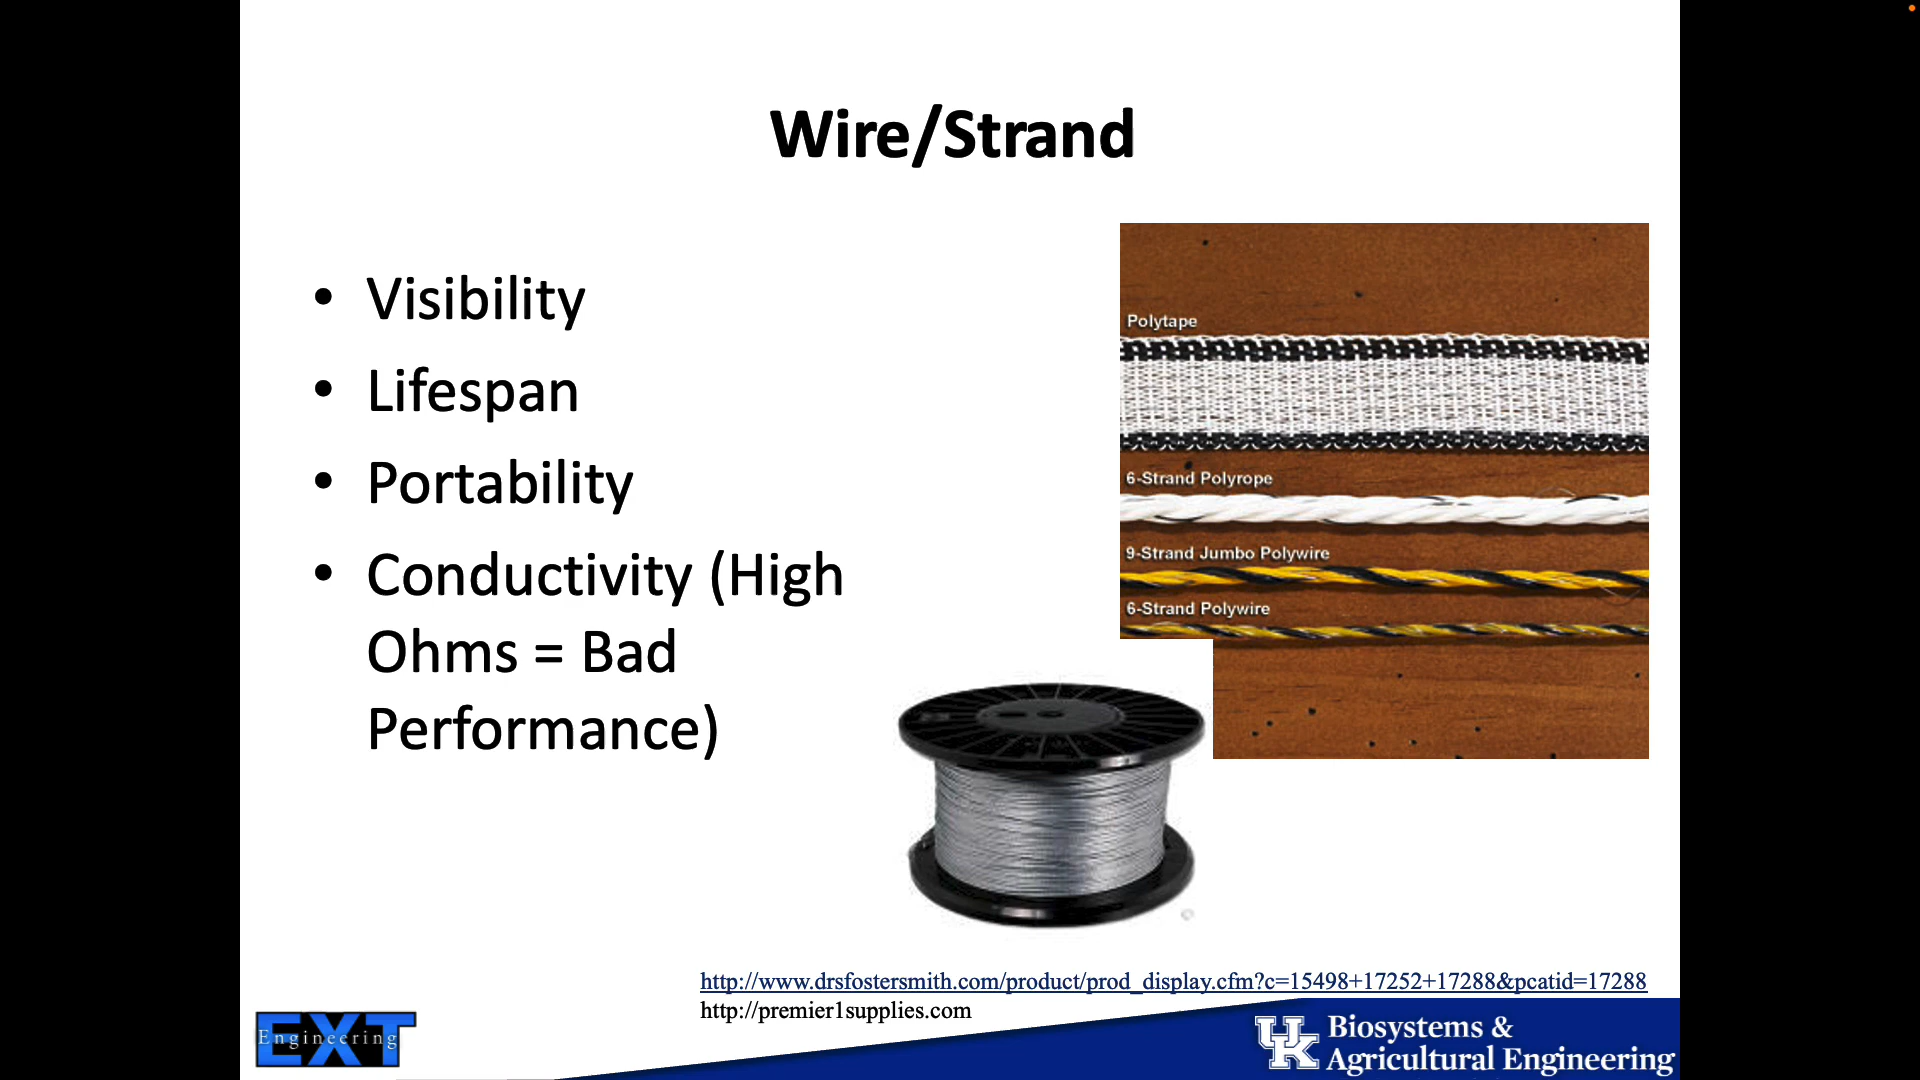 Wire/Strand
• Visibility
• Lifespan
• Portability
• Conductivity (High
Ohms = Bad
Performance)
Polytape
6-Strand Polyrope
9-Strand Jumbo Polywire
6-Strand Polywire
http://www.drsfostersmith.com/product/prod_display.cfm?c=15498+17252+17288&pcatid=17288
http://premier1supplies.com
EXT
Engineering
UK
Biosystems &
Agricultural Engineering